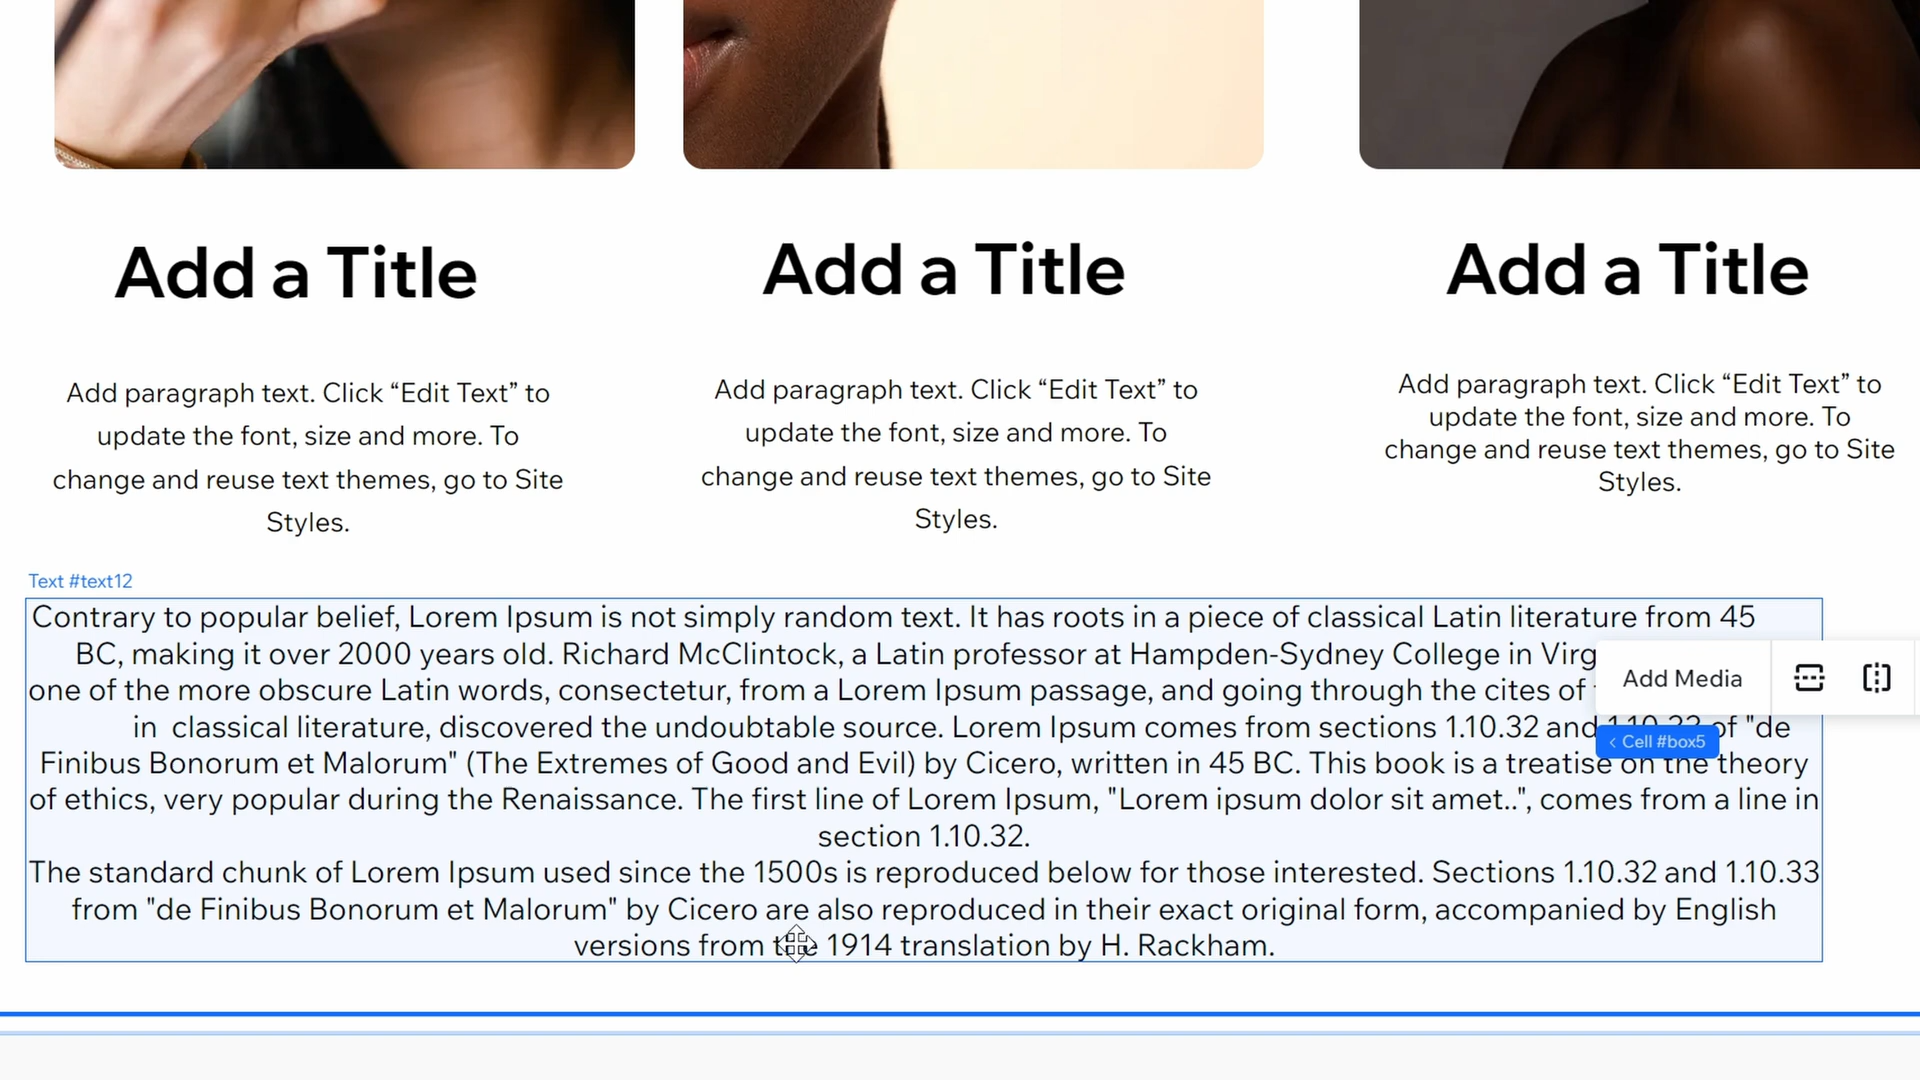 Add a Title
Add a Title
Add a Title
Add paragraph text. Click “Edit Text” to
update the font, size and more. To
change and reuse text themes, go to Site
Styles.
Add paragraph text. Click “Edit Text” to
update the font, size and more. To
change and reuse text themes, go to Site
Styles.
Add paragraph text. Click “Edit Text” to
update the font, size and more. To
change and reuse text themes, go to Site
Styles.
Text #text12
Contrary to popular belief, Lorem Ipsum is not simply random text. It has roots in a piece of classical Latin literature from 45
BC, making it over 2000 years old. Richard McClintock, a Latin professor at Hampden-Sydney College in
one of the more obscure Latin words, consectetur, from a Lorem Ipsum passage, and going through the cites of
in classical literature, discovered the undoubtable source. Lorem Ipsum comes from sections 1.10.32 and of "de
Finibus Bonorum et Malorum" (The Extremes of Good and Evil) by Cicero, written in 45 BC. This book is a treatise on the theory
of ethics, very popular during the Renaissance. The first line of Lorem Ipsum, "Lorem ipsum dolor sit amet..", comes from a line in
section 1.10.32.
The standard chunk of Lorem Ipsum used since the 1500s is reproduced below for those interested. Sections 1.10.32 and 1.10.33
from "de Finibus Bonorum et Malorum" by Cicero are also reproduced in their exact original form, accompanied by English
versions from the 1914 translation by H. Rackham.
Add Media
< Cell #box5